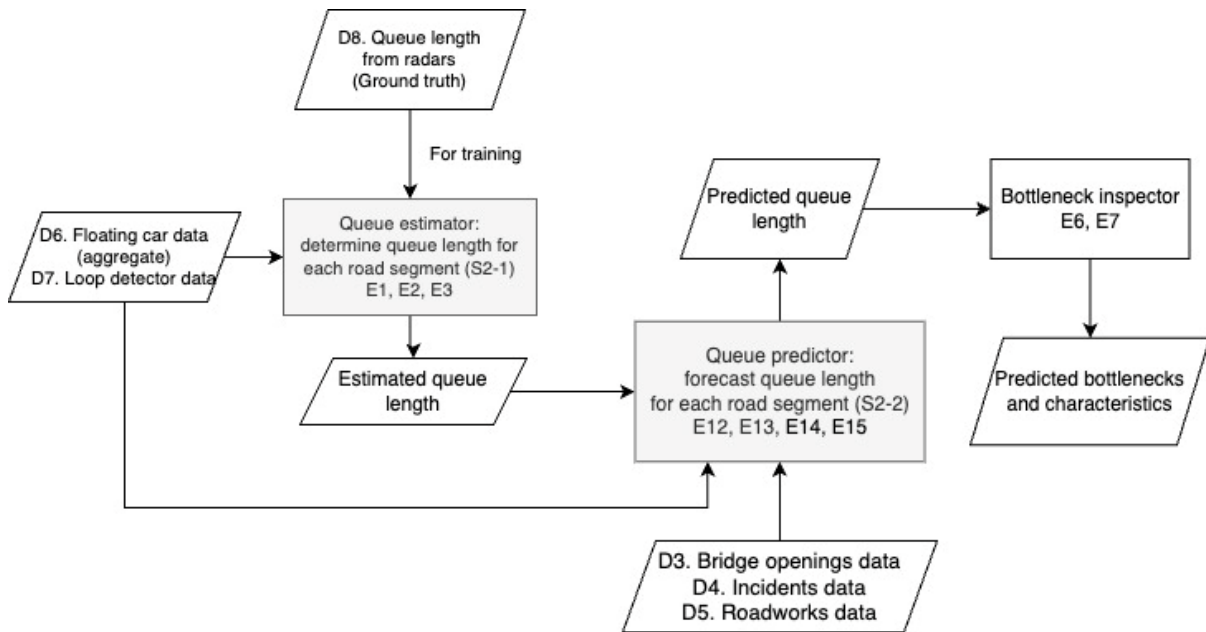 D8. Queue length
from radars
(Ground truth)
For training
D6. Floating car data
(aggregate)
D7. Loop detector data
Queue estimator:
determine queue length for
each road segment (S2-1)
E1, E2, E3
Estimated queue
length
Predicted queue
length
Bottleneck inspector
E6, E7
Queue predictor:
forecast queue length
for each road segment (S2-2)
E12, E13, E14, E15
Predicted bottlenecks
and characteristics
D3. Bridge openings data
D4. Incidents data
D5. Roadworks data